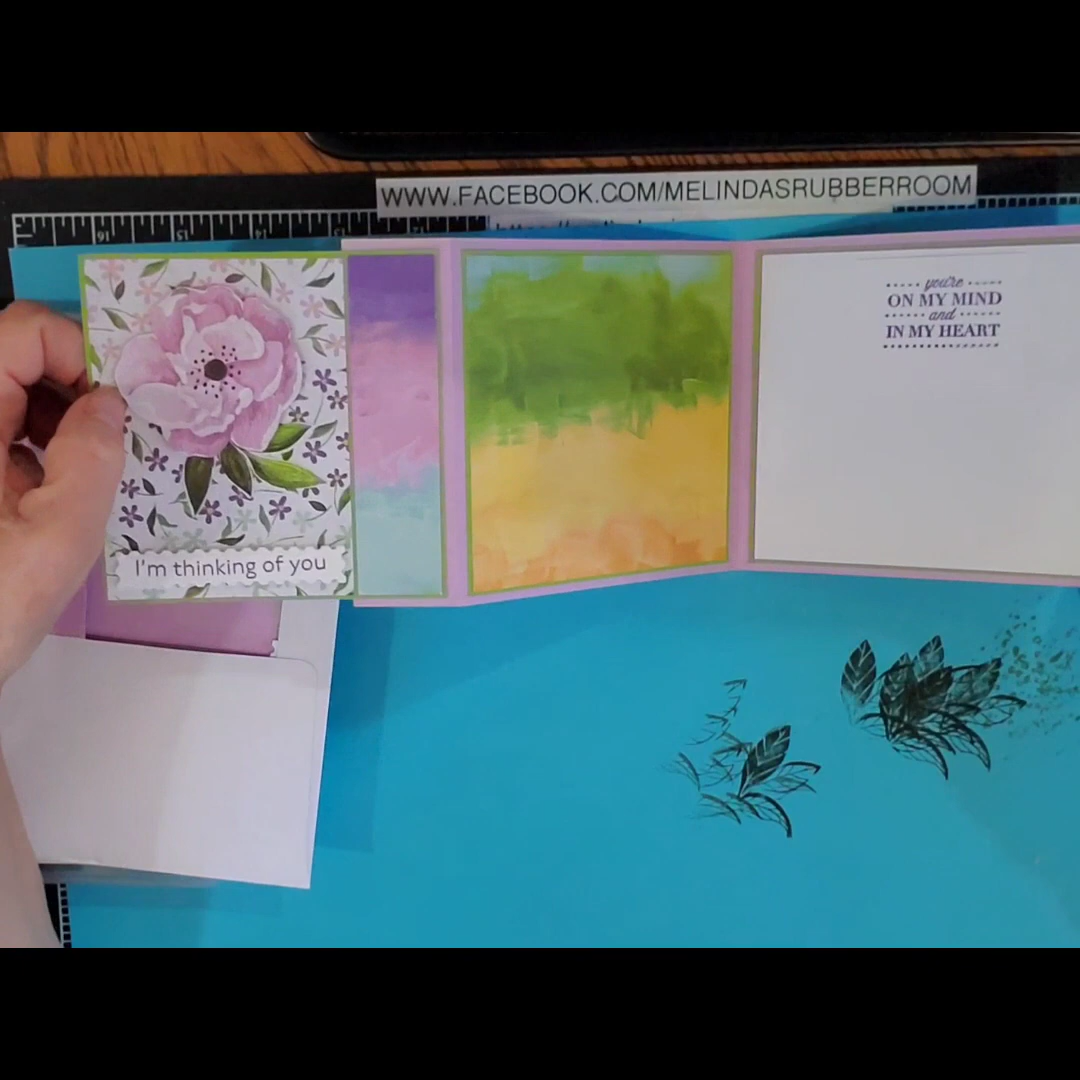 WWW.FACEBOOK.COM/MELINDASRUBBERROOM
you're
ON MY MIND
and
IN MY HEART
I'm thinking of you